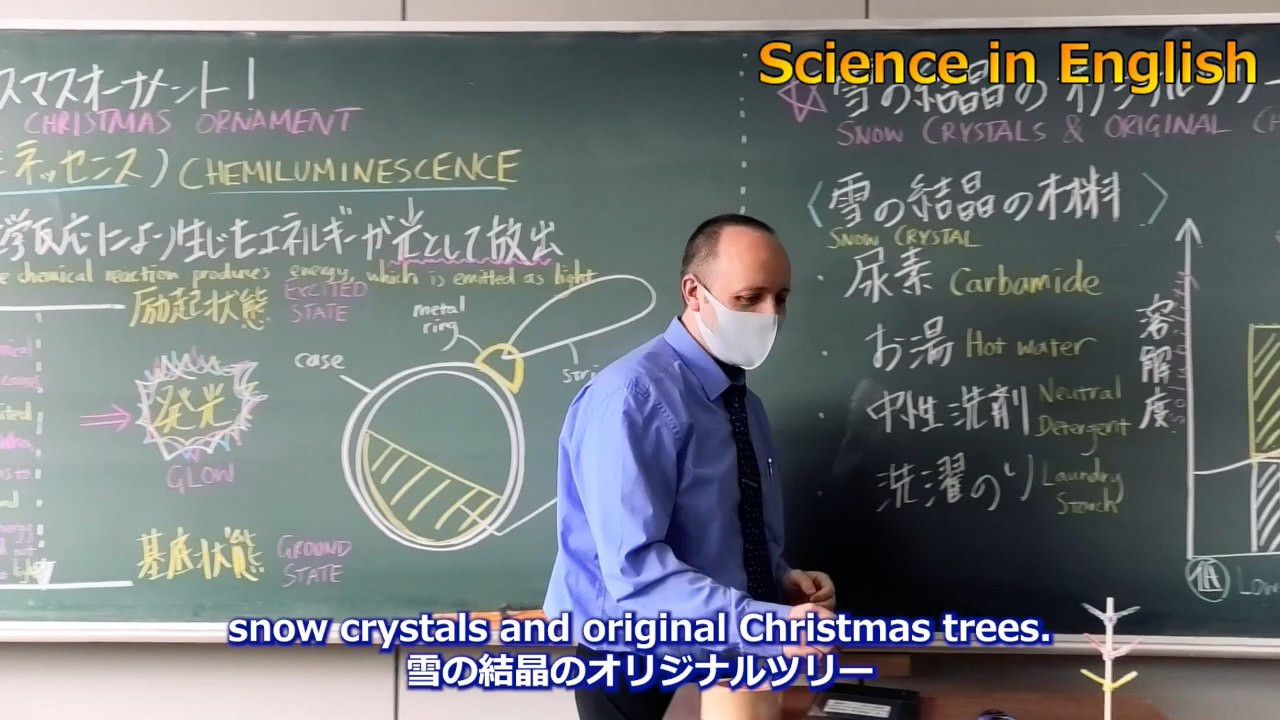 Science in English
スマスオーナメント!
CHRISTMAS ORNAMENT
ネッセンス) CHEMILUMINESCENCE
学反応により生じたエネルギーが光として放出
chemical reaction produces energy, which is emitted as light
励起状態 EXCITED
STATE
発光
GLOW
基底状態 GROUND
STATE
case
metal
ring
☆雪の結晶のオリジナルツリー
SNOW CRYSTALS & ORIGINAL
〈雪の結晶の材料〉
SNOW CRYSTAL
・尿素 Carbamide
・お湯 Hot water
・中性洗剤 Neutral
Detergent
・洗濯のり Laundry
Starch
溶解度
低 Low
snow crystals and original Christmas trees.
雪の結晶のオリジナルツリー